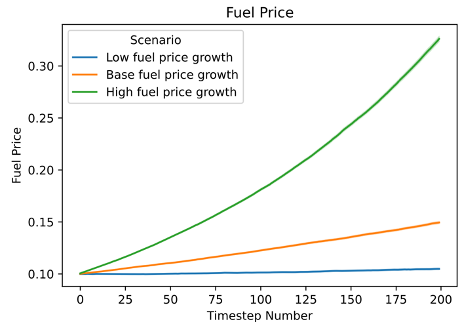 Fuel Price
Scenario
Low fuel price growth
Base fuel price growth
High fuel price growth
Fuel Price
0.30
0.25
0.20
0.15
0.10
0 25 50 75 100 125 150 175 200
Timestep Number